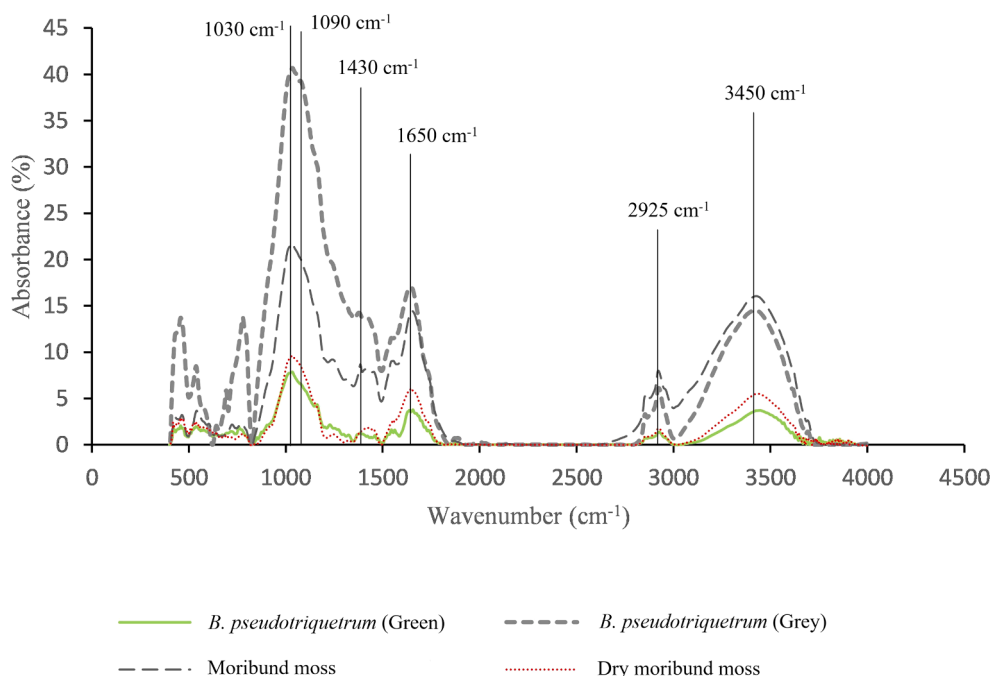 1030 cm⁻¹
1090 cm⁻¹
1430 cm⁻¹
1650 cm⁻¹
2925 cm⁻¹
3450 cm⁻¹
Absorbance (%)
45
40
35
30
25
20
15
10
5
0
0 500 1000 1500 2000 2500 3000 3500 4000 4500
Wavenumber (cm⁻¹)
B. pseudotriquetrum (Green)
B. pseudotriquetrum (Grey)
Moribund moss
Dry moribund moss